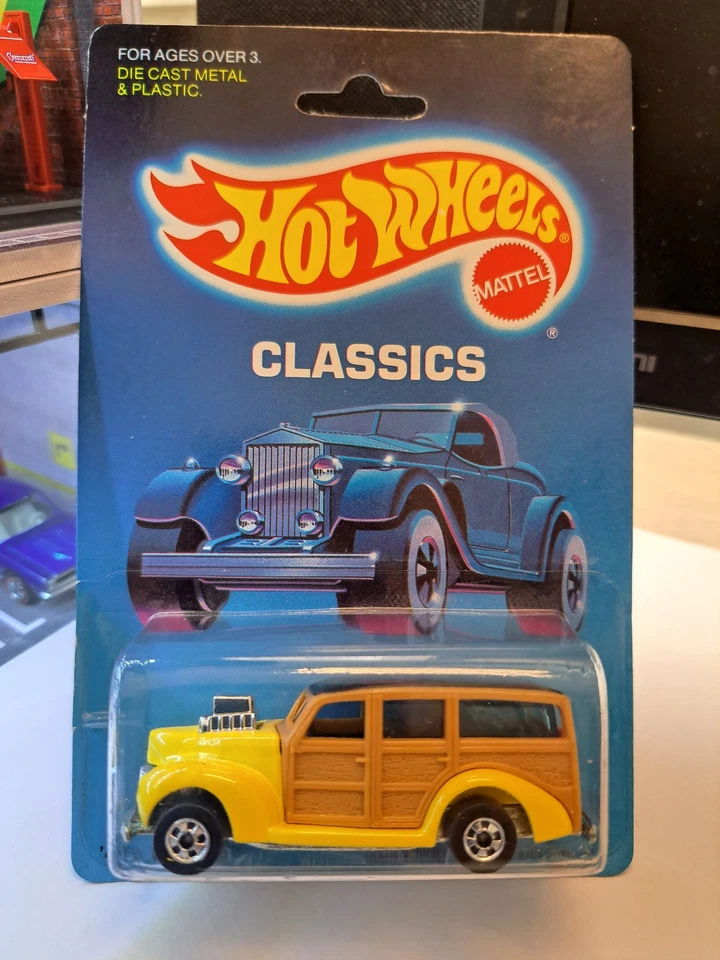 FOR AGES OVER 3.
DIE CAST METAL
& PLASTIC.
HOT WHEELS®
MATTEL
®
CLASSICS